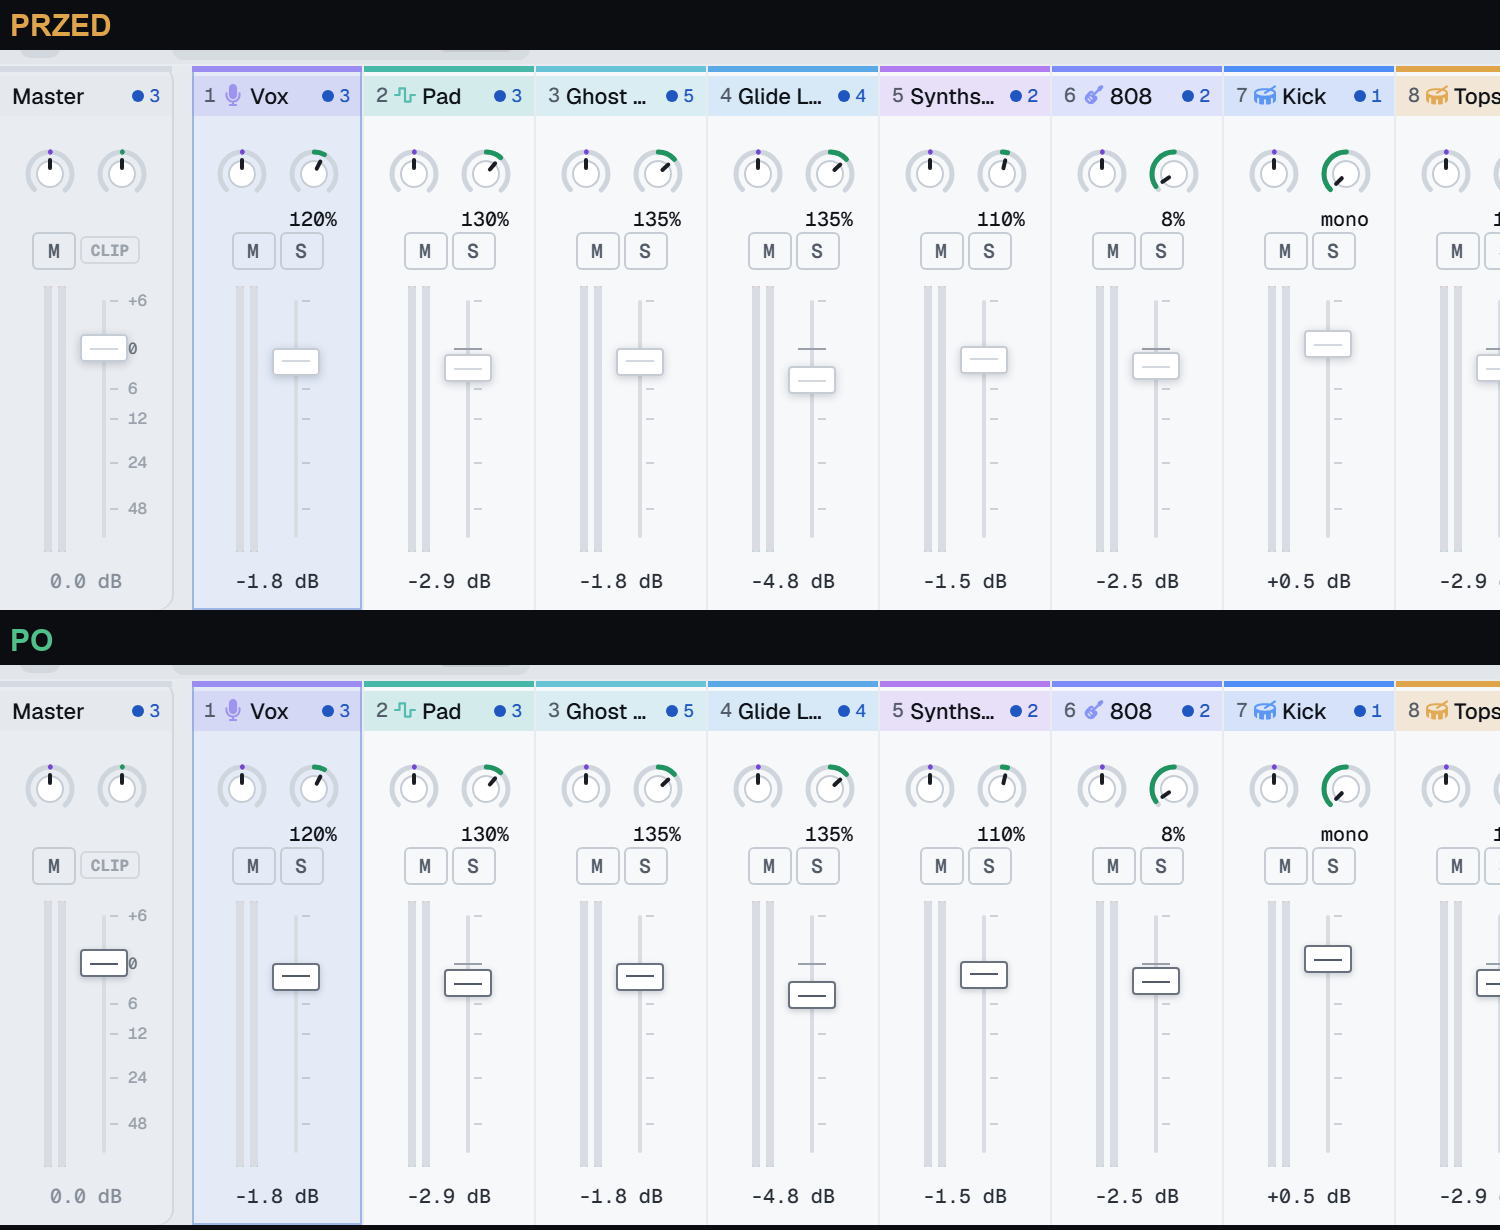 PRZED
Master 3 1 Vox 3 2 Pad 3 3 Ghost ... 5 4 Glide L... 4 5 Synths... 2 6 808 2 7 Kick 1 8 Tops
120% 130% 135% 135% 110% 8% mono
M CLIP M S M S M S M S M S M S M S M
+6
0
6
12
24
48
0.0 dB -1.8 dB -2.9 dB -1.8 dB -4.8 dB -1.5 dB -2.5 dB +0.5 dB -2.9
PO
Master 3 1 Vox 3 2 Pad 3 3 Ghost ... 5 4 Glide L... 4 5 Synths... 2 6 808 2 7 Kick 1 8 Tops
120% 130% 135% 135% 110% 8% mono
M CLIP M S M S M S M S M S M S M S M
+6
0
6
12
24
48
0.0 dB -1.8 dB -2.9 dB -1.8 dB -4.8 dB -1.5 dB -2.5 dB +0.5 dB -2.9